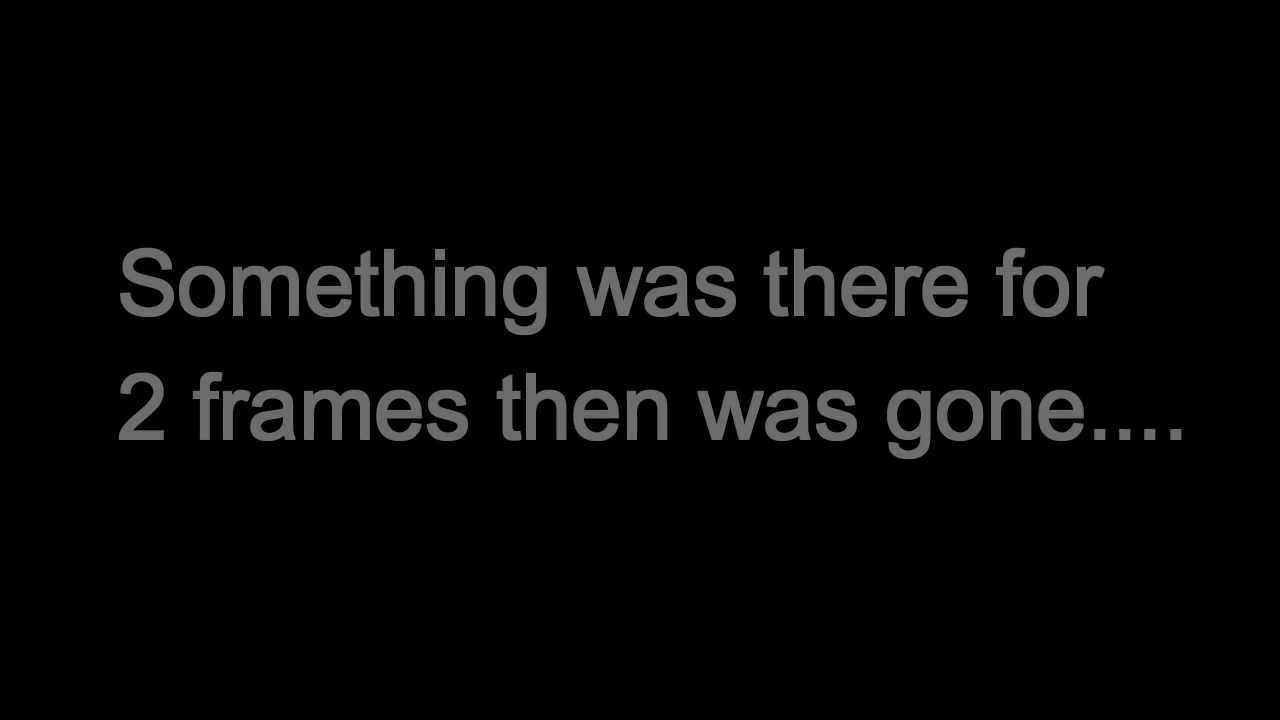 Something was there for
2 frames then was gone....